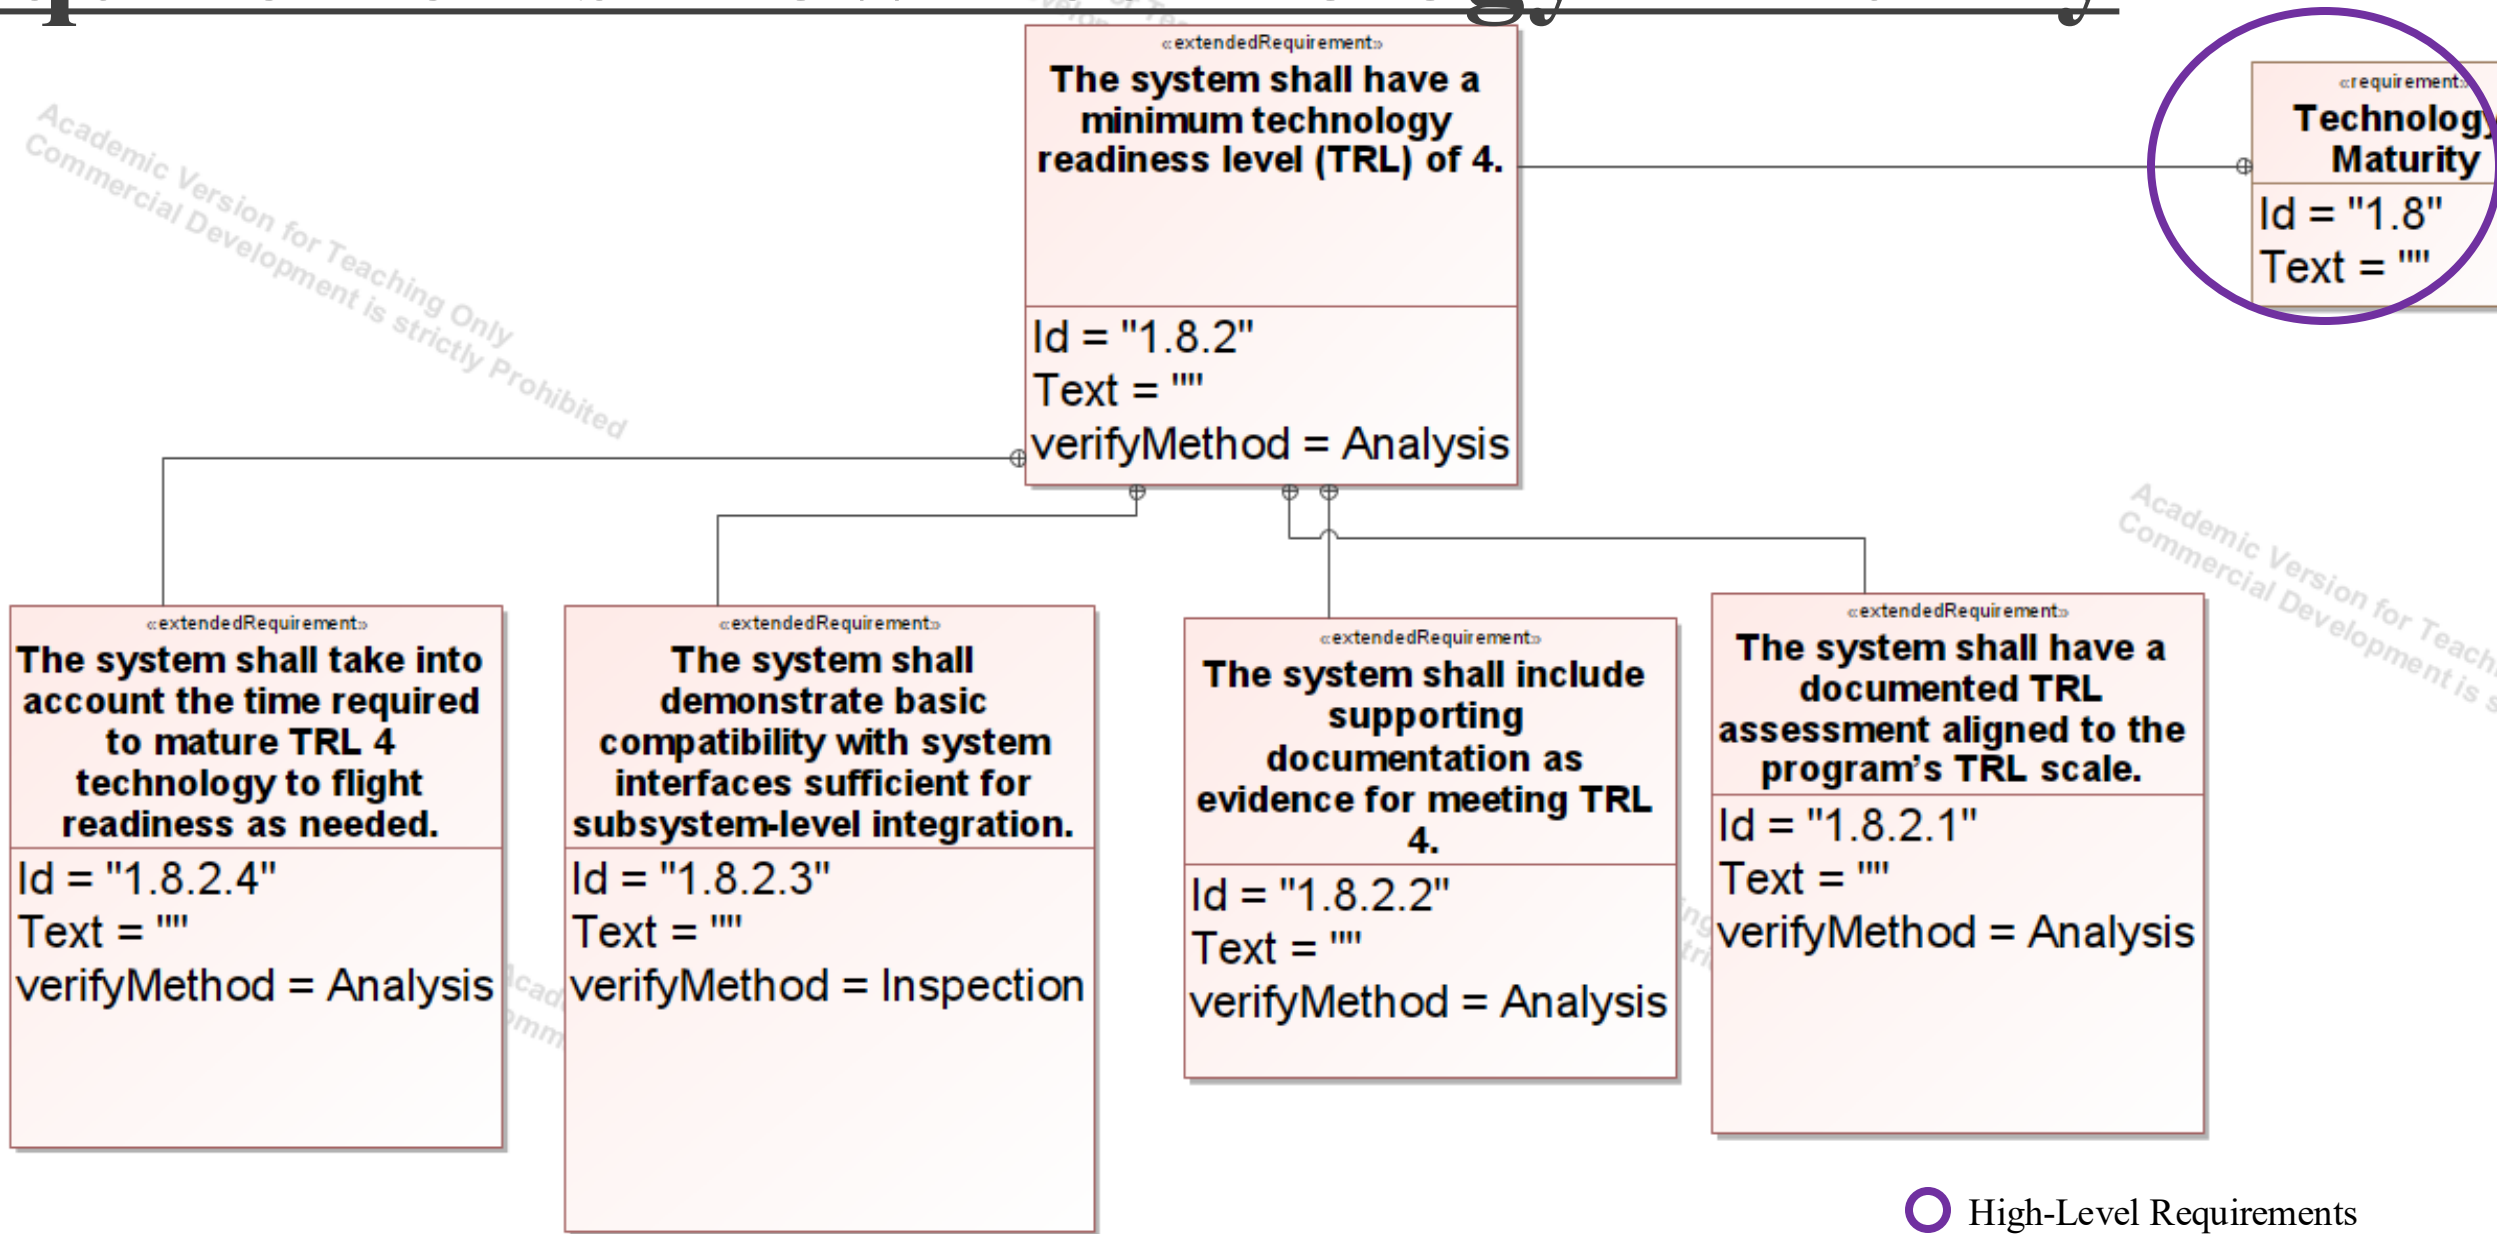 «extendedRequirement»
The system shall have a
minimum technology
readiness level (TRL) of 4.
Id = "1.8.2"
Text = ""
verifyMethod = Analysis
«requirement»
Technology
Maturity
Id = "1.8"
Text = ""
Academic Version for Teaching Only
Commercial Development is strictly Prohibited
«extendedRequirement»
The system shall take into
account the time required
to mature TRL 4
technology to flight
readiness as needed.
Id = "1.8.2.4"
Text = ""
verifyMethod = Analysis
«extendedRequirement»
The system shall
demonstrate basic
compatibility with system
interfaces sufficient for
subsystem-level integration.
Id = "1.8.2.3"
Text = ""
verifyMethod = Inspection
«extendedRequirement»
The system shall include
supporting
documentation as
evidence for meeting TRL
4.
Id = "1.8.2.2"
Text = ""
verifyMethod = Analysis
«extendedRequirement»
The system shall have a
documented TRL
assessment aligned to the
program’s TRL scale.
Id = "1.8.2.1"
Text = ""
verifyMethod = Analysis
Academic Version for Teach
Commercial Development is s
High-Level Requirements